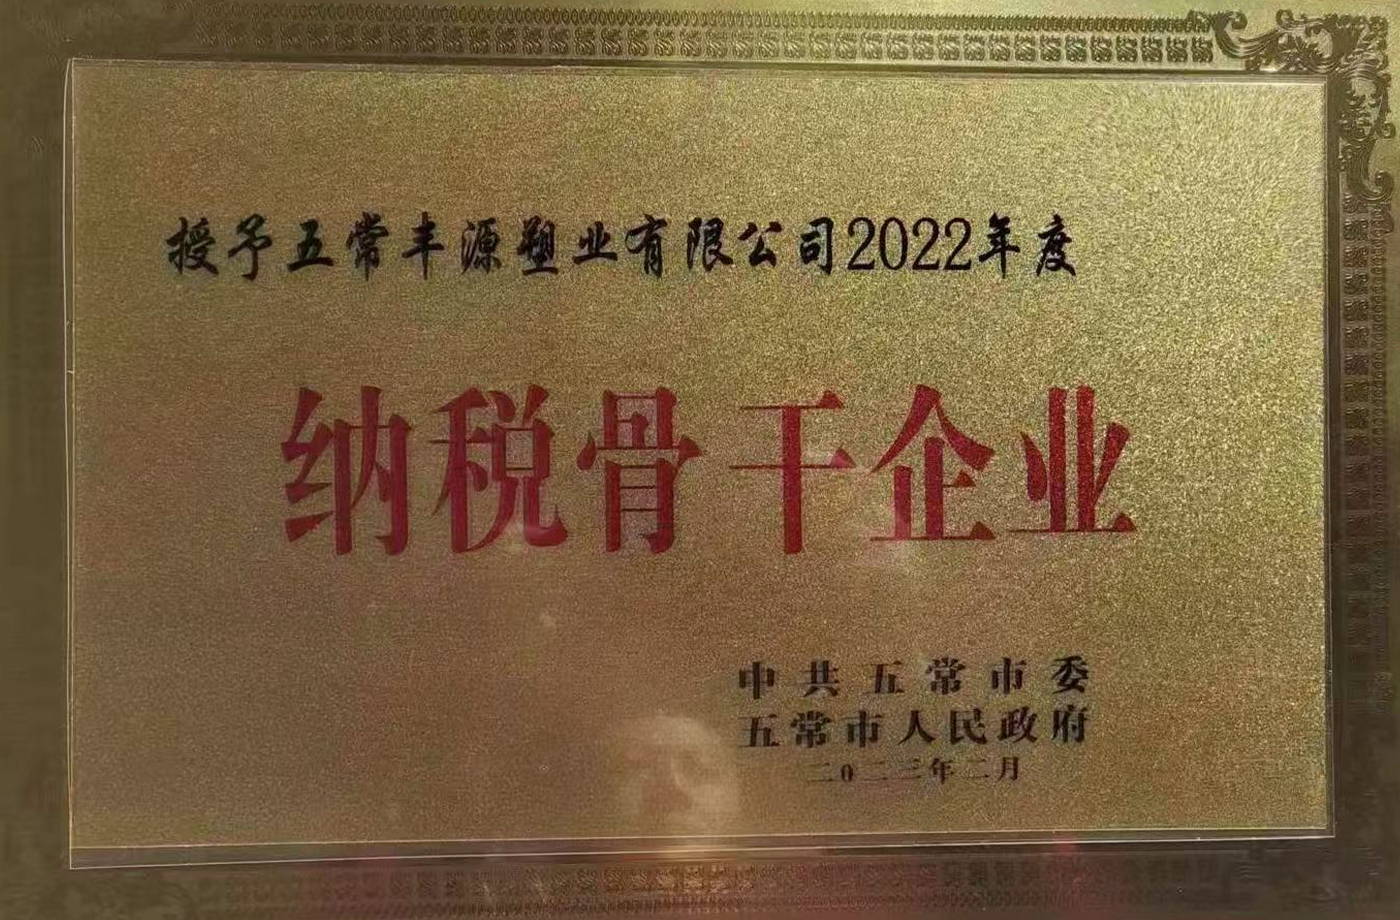 授予五常丰源塑业有限公司2022年度
纳税骨干企业
中共五常市委
五常市人民政府
二0二三年二月